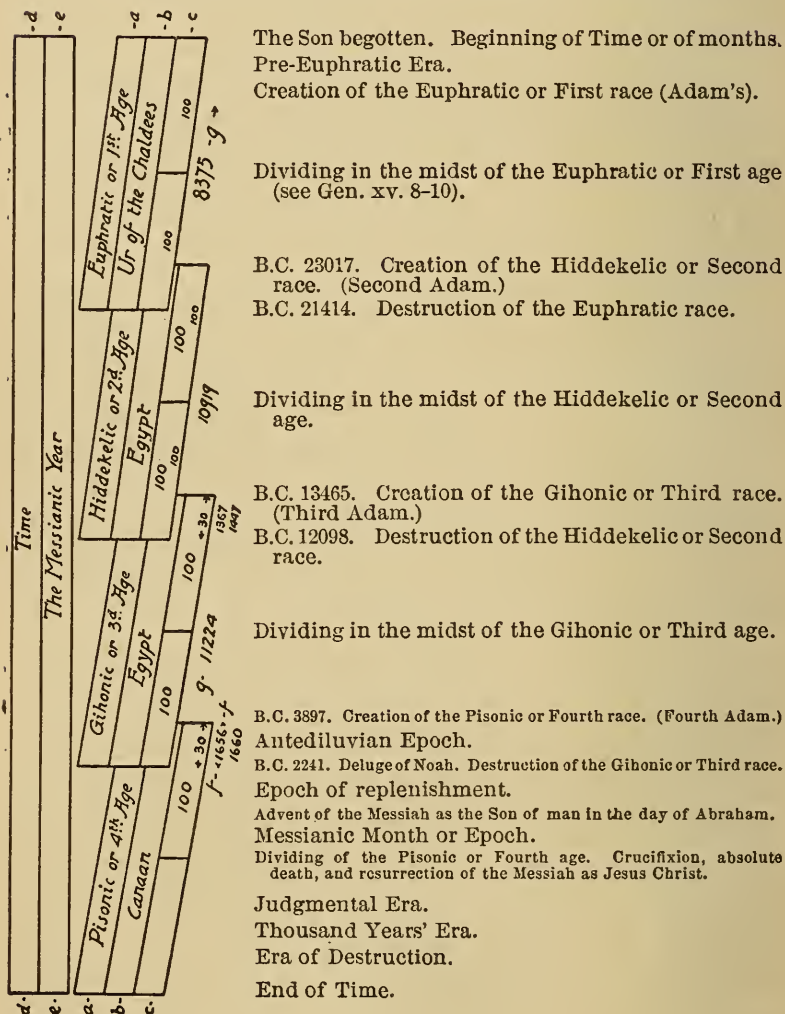 -d
-e
-a
-b
-c
Time
The Messianic Year
Euphratic or 1st Age
Ur of the Chaldees
100
100
8375 -g →
Hiddekelic or 2d Age
Egypt
100
100
100
100
10919
Gihonic or 3d Age
Egypt
100
100
+30→
1367
1447
g- 11224
Pisonic or 4th Age
Canaan
100
+30→
f--<1656>-f
1660
d-
e-
a-
b-
c-
The Son begotten. Beginning of Time or of months.
Pre-Euphratic Era.
Creation of the Euphratic or First race (Adam's).
Dividing in the midst of the Euphratic or First age
(see Gen. xv. 8-10).
B.C. 23017. Creation of the Hiddekelic or Second
race. (Second Adam.)
B.C. 21414. Destruction of the Euphratic race.
Dividing in the midst of the Hiddekelic or Second
age.
B.C. 13465. Creation of the Gihonic or Third race.
(Third Adam.)
B.C. 12098. Destruction of the Hiddekelic or Second
race.
Dividing in the midst of the Gihonic or Third age.
B.C. 3897. Creation of the Pisonic or Fourth race. (Fourth Adam.)
Antediluvian Epoch.
B.C. 2241. Deluge of Noah. Destruction of the Gihonic or Third race.
Epoch of replenishment.
Advent of the Messiah as the Son of man in the day of Abraham.
Messianic Month or Epoch.
Dividing of the Pisonic or Fourth age. Crucifixion, absolute
death, and resurrection of the Messiah as Jesus Christ.
Judgmental Era.
Thousand Years' Era.
Era of Destruction.
End of Time.